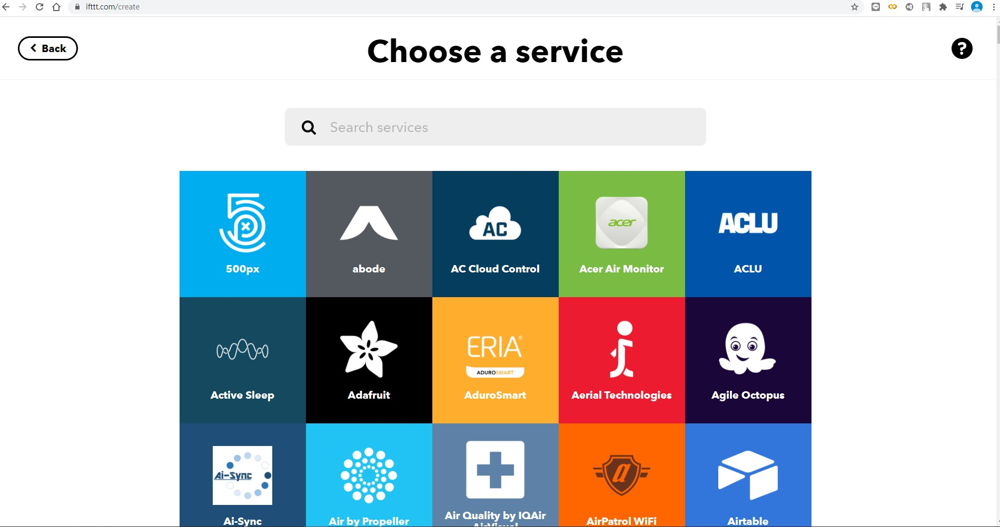 ifttt.com/create
Back
Choose a service
?
Search services
AC
acer
ACLU
500px
abode
AC Cloud Control
Acer Air Monitor
ACLU
ERIA®
ADUROSMART
Active Sleep
Adafruit
AduroSmart
Aerial Technologies
Agile Octopus
Ai-Sync
a
Ai-Sync
Air by Propeller
Air Quality by IQAir
AirVisual
AirPatrol WiFi
Airtable